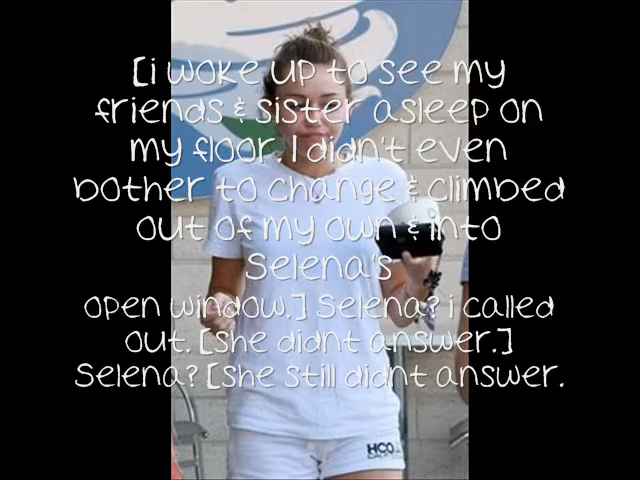 [i woke up to see my
friends & sister asleep on
my floor. I didn't even
bother to change & climbed
out of my own & into
Selena's
open window.] Selena? i called
out. [she didnt answer.]
Selena? [she still didnt answer.
HCO